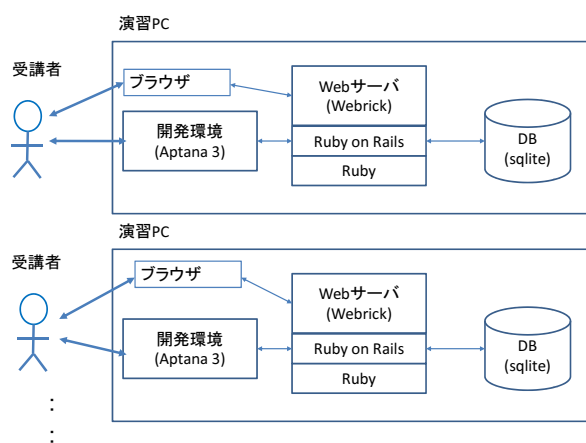 演習PC
受講者
ブラウザ
Webサーバ
(Webrick)
開発環境
(Aptana 3)
Ruby on Rails
Ruby
DB
(sqlite)
演習PC
受講者
ブラウザ
Webサーバ
(Webrick)
開発環境
(Aptana 3)
Ruby on Rails
Ruby
DB
(sqlite)
:
: